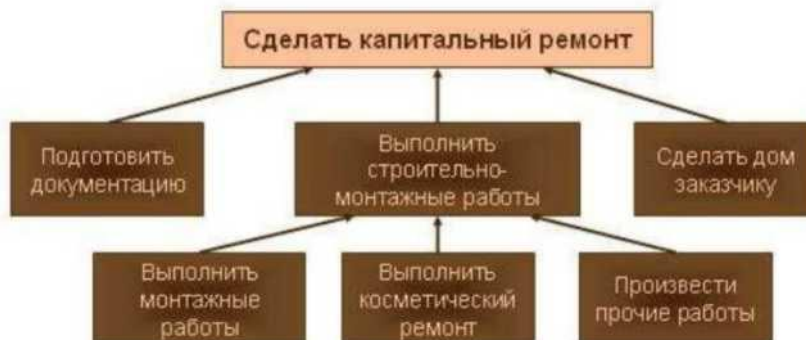 Сделать капитальный ремонт
Подготовить
документацию
Выполнить
строительно-
монтажные работы
Сделать дом
заказчику
Выполнить
монтажные
работы
Выполнить
косметический
ремонт
Произвести
прочие работы